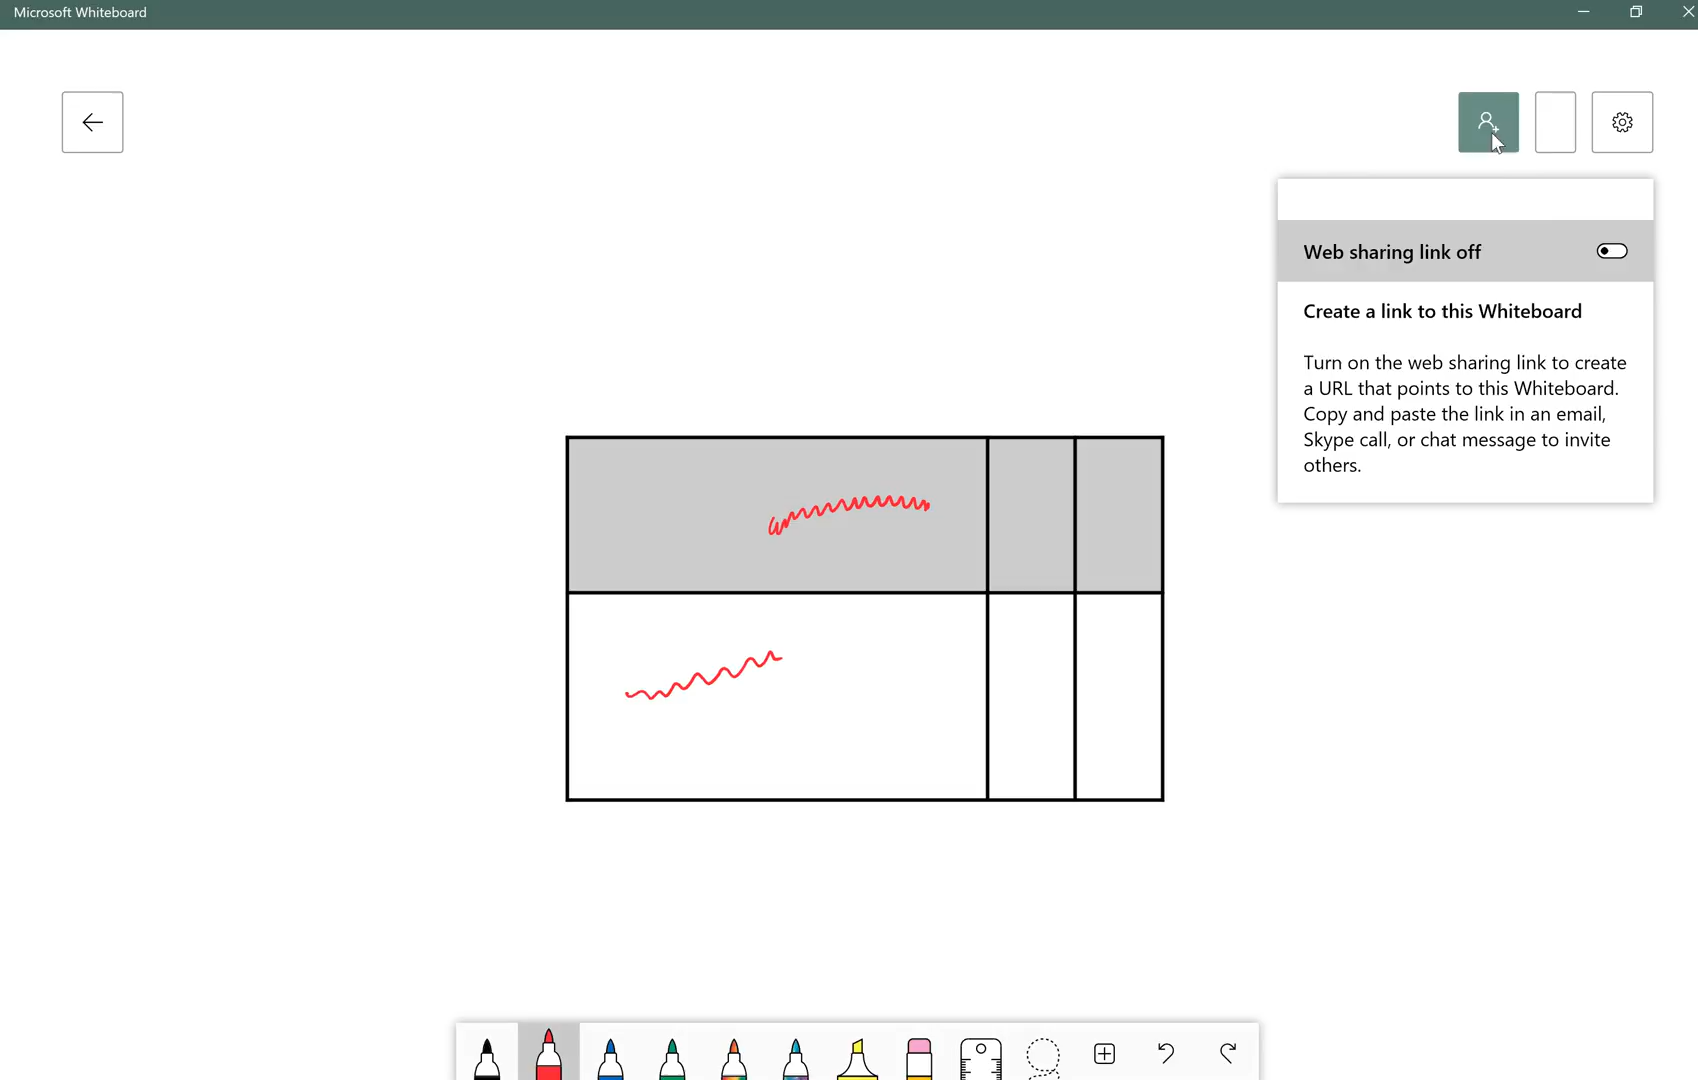 Microsoft Whiteboard
Web sharing link off
Create a link to this Whiteboard
Turn on the web sharing link to create
a URL that points to this Whiteboard.
Copy and paste the link in an email,
Skype call, or chat message to invite
others.